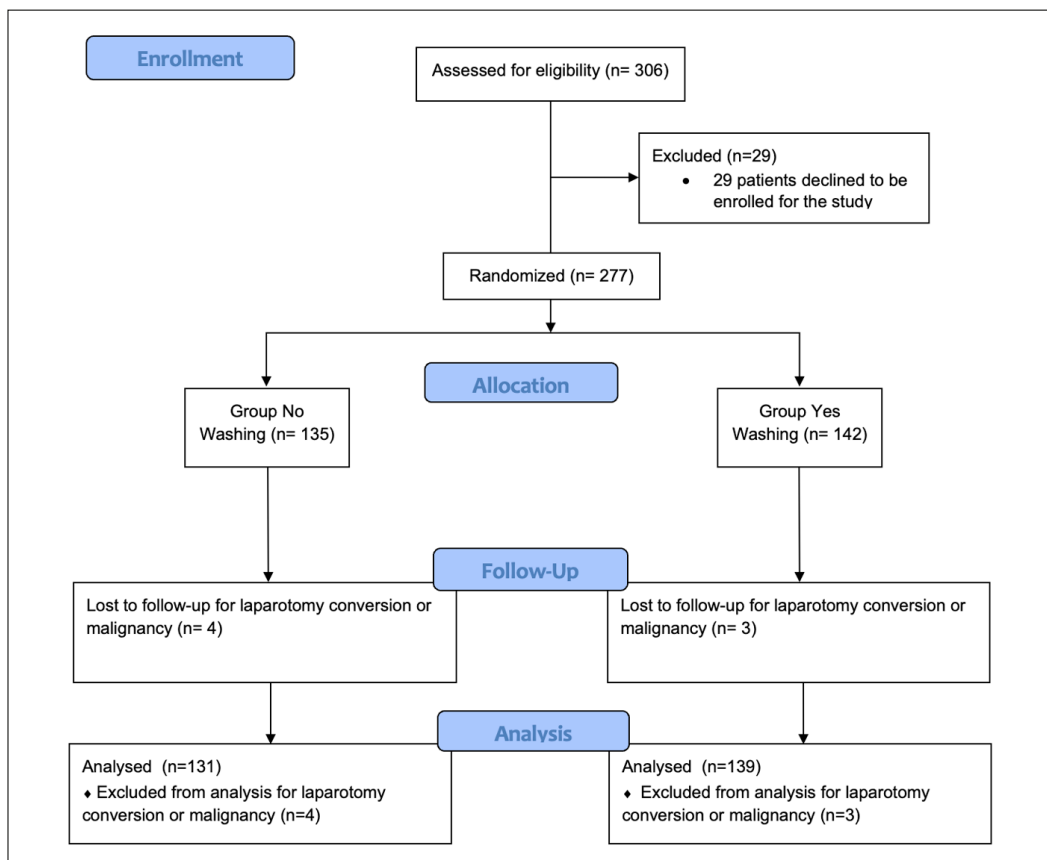 Enrollment
Assessed for eligibility (n= 306)
Excluded (n=29)
• 29 patients declined to be
enrolled for the study
Randomized (n= 277)
Allocation
Group No
Washing (n= 135)
Group Yes
Washing (n= 142)
Follow-Up
Lost to follow-up for laparotomy conversion or
malignancy (n= 4)
Lost to follow-up for laparotomy conversion or
malignancy (n= 3)
Analysis
Analysed (n=131)
♦ Excluded from analysis for laparotomy
conversion or malignancy (n=4)
Analysed (n=139)
♦ Excluded from analysis for laparotomy
conversion or malignancy (n=3)